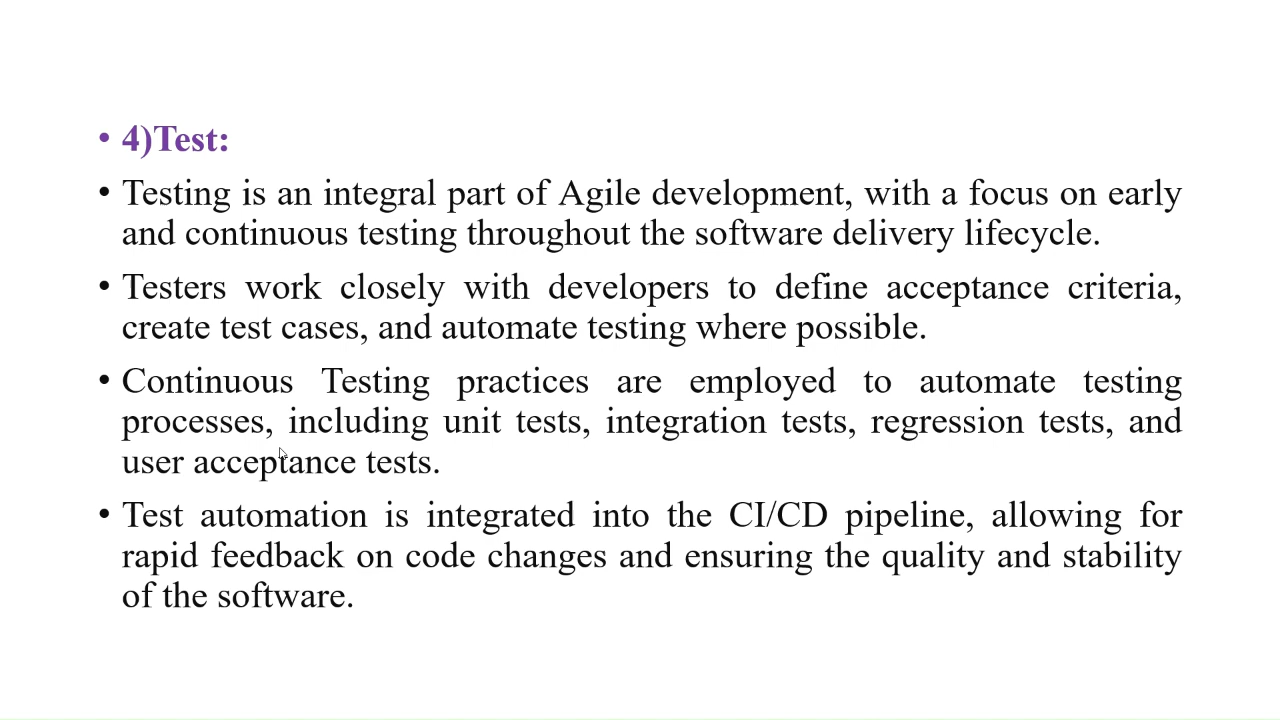 • 4)Test:
• Testing is an integral part of Agile development, with a focus on early
and continuous testing throughout the software delivery lifecycle.
• Testers work closely with developers to define acceptance criteria,
create test cases, and automate testing where possible.
• Continuous Testing practices are employed to automate testing
processes, including unit tests, integration tests, regression tests, and
user acceptance tests.
• Test automation is integrated into the CI/CD pipeline, allowing for
rapid feedback on code changes and ensuring the quality and stability
of the software.